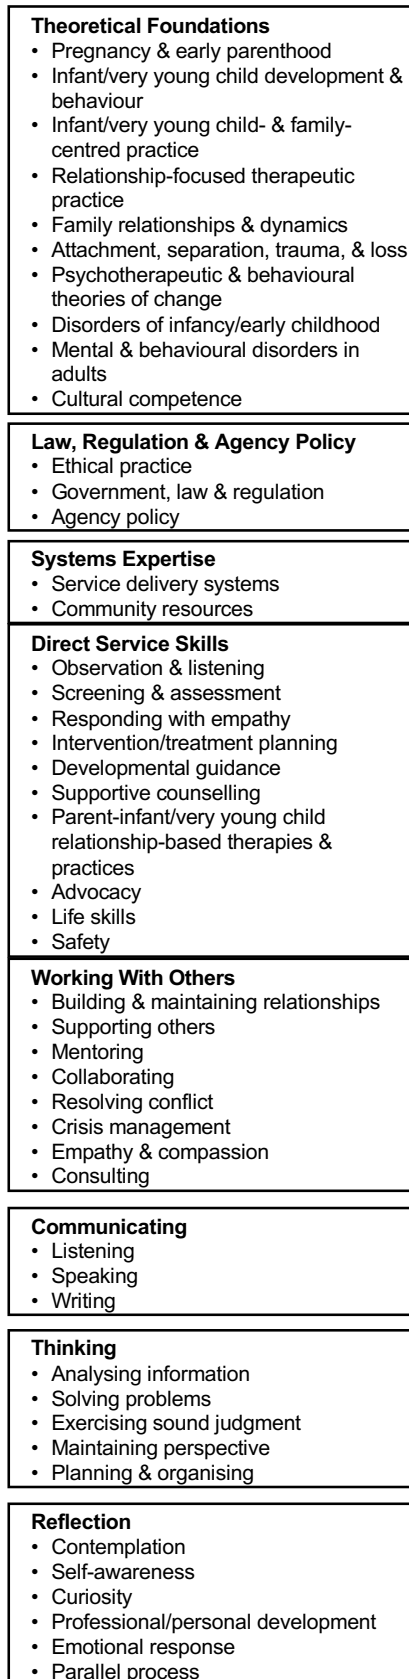 Theoretical Foundations
• Pregnancy & early parenthood
• Infant/very young child development &
behaviour
• Infant/very young child- & family-
centred practice
• Relationship-focused therapeutic
practice
• Family relationships & dynamics
• Attachment, separation, trauma, & loss
• Psychotherapeutic & behavioural
theories of change
• Disorders of infancy/early childhood
• Mental & behavioural disorders in
adults
• Cultural competence
Law, Regulation & Agency Policy
• Ethical practice
• Government, law & regulation
• Agency policy
Systems Expertise
• Service delivery systems
• Community resources
Direct Service Skills
• Observation & listening
• Screening & assessment
• Responding with empathy
• Intervention/treatment planning
• Developmental guidance
• Supportive counselling
• Parent-infant/very young child
relationship-based therapies &
practices
• Advocacy
• Life skills
• Safety
Working With Others
• Building & maintaining relationships
• Supporting others
• Mentoring
• Collaborating
• Resolving conflict
• Crisis management
• Empathy & compassion
• Consulting
Communicating
• Listening
• Speaking
• Writing
Thinking
• Analysing information
• Solving problems
• Exercising sound judgment
• Maintaining perspective
• Planning & organising
Reflection
• Contemplation
• Self-awareness
• Curiosity
• Professional/personal development
• Emotional response
• Parallel process